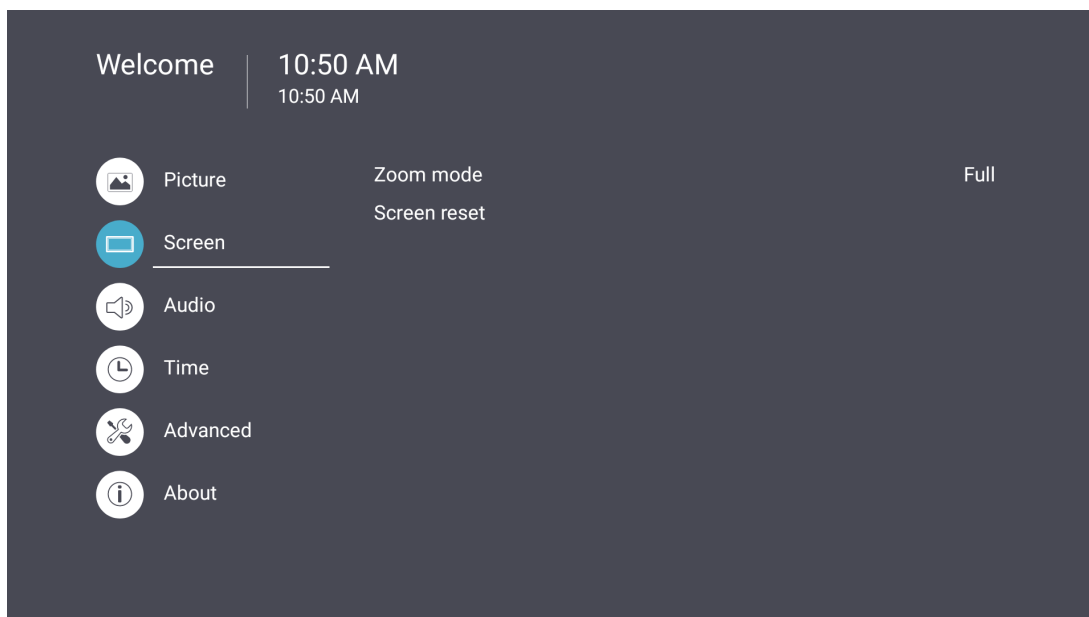 Welcome
10:50 AM
10:50 AM
Picture
Screen
Audio
Time
Advanced
About
Zoom mode Full
Screen reset